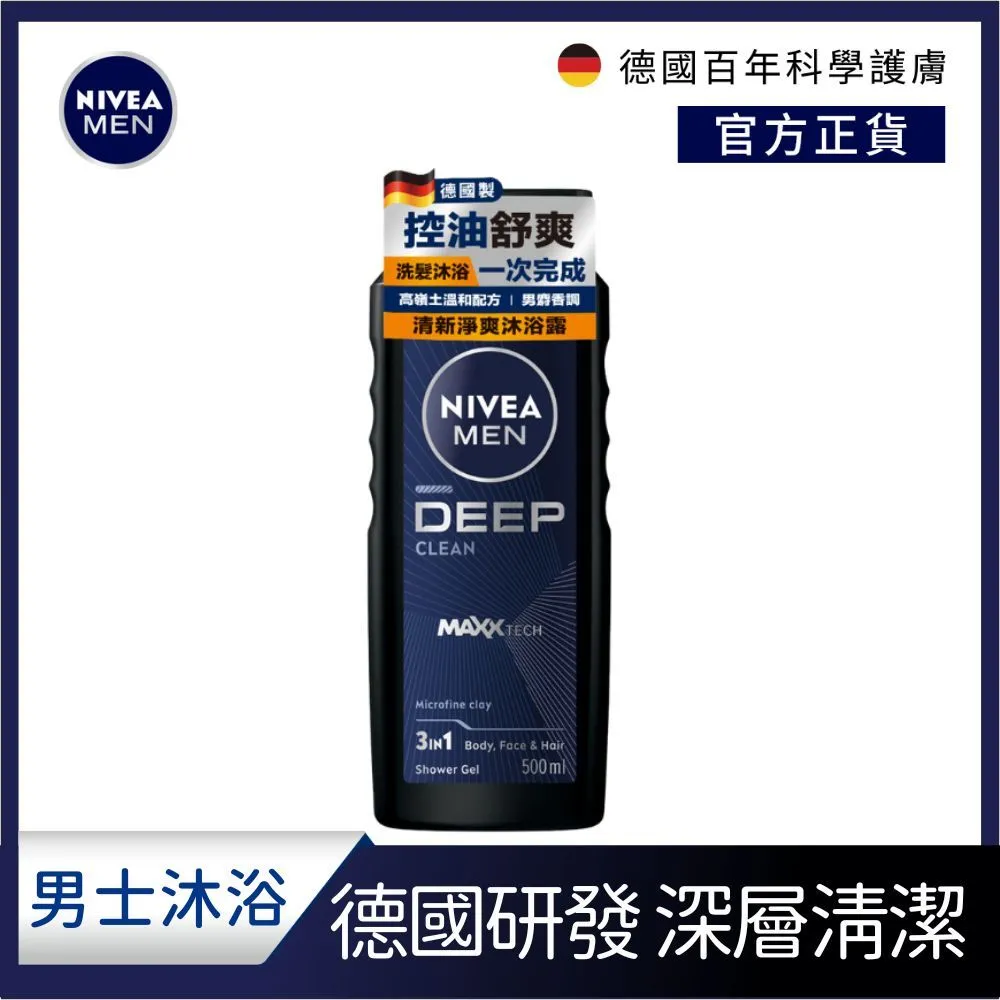 NIVEA
MEN
德國百年科學護膚
官方正貨
德國製
控油舒爽
洗髮沐浴 一次完成
高嶺土溫和配方 | 男麝香調
清新淨爽沐浴露
NIVEA
MEN
DEEP
CLEAN
MAXX TECH
Microfine clay
3IN1 Body, Face & Hair
Shower Gel 500ml
男士沐浴
德國研發 深層清潔